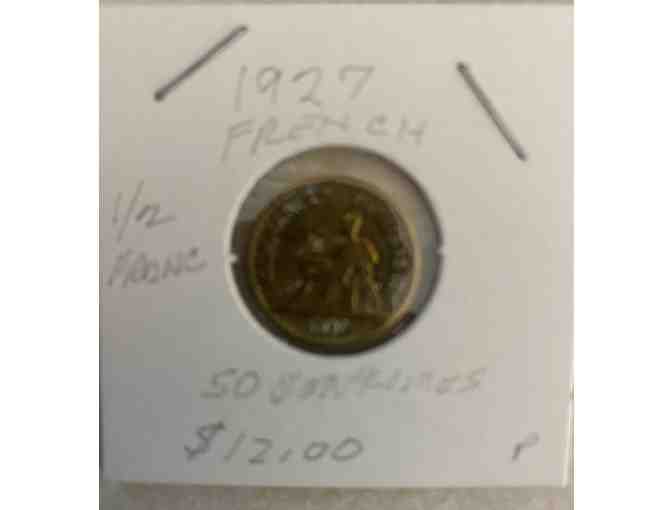 1927
FRENCH
1/2
FRANC
50 Centimes
$12.00
P